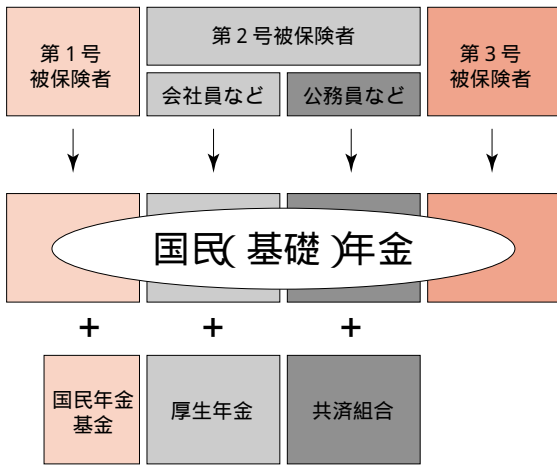 第1号
被保険者
第2号被保険者
会社員など
公務員など
第3号
被保険者
国民(基礎)年金
+
+
+
国民年金
基金
厚生年金
共済組合